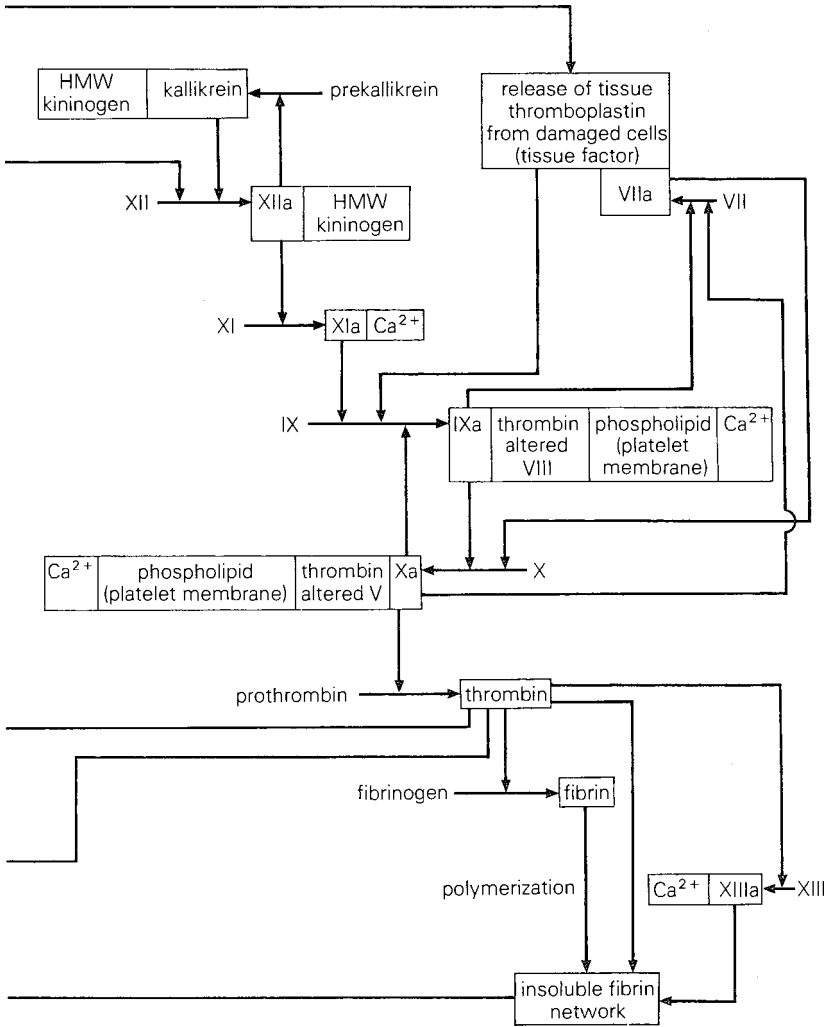 HMW
kininogen
kallikrein
prekallikrein
release of tissue
thromboplastin
from damaged cells
(tissue factor)
XII
XIIa
HMW
kininogen
VIIa
VII
XI
XIa
Ca2+
IX
IXa
thrombin
altered
VIII
phospholipid
(platelet
membrane)
Ca2+
Ca2+
phospholipid
(platelet membrane)
thrombin
altered V
Xa
X
prothrombin
thrombin
fibrinogen
fibrin
polymerization
Ca2+
XIIIa
XIII
insoluble fibrin
network